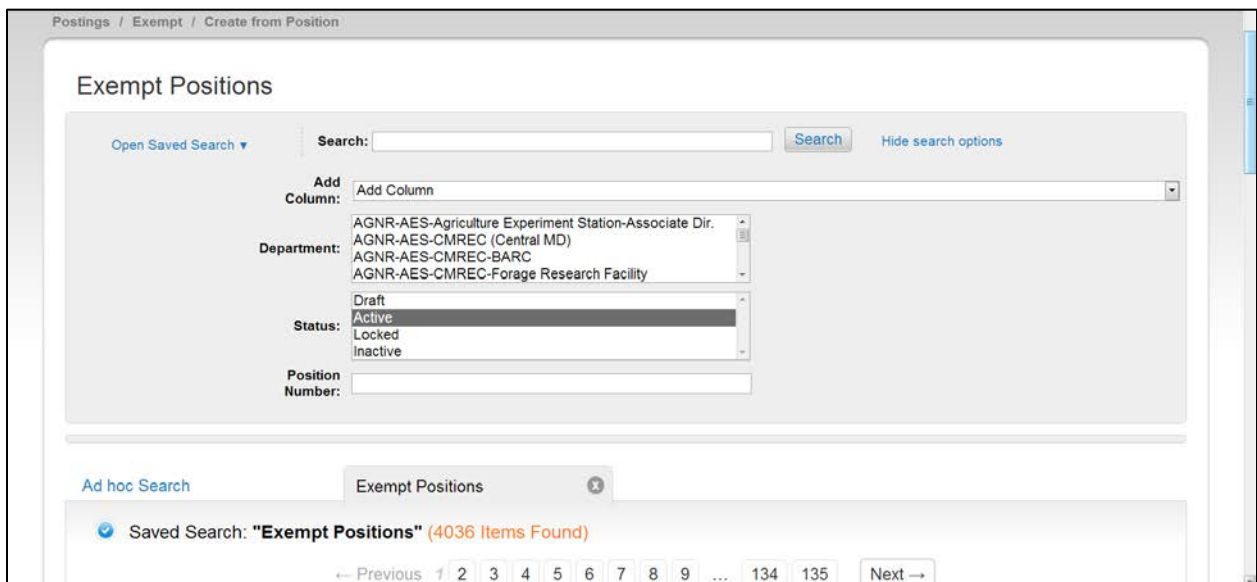 Postings / Exempt / Create from Position
Exempt Positions
Open Saved Search ▼ Search: Search Hide search options
Add Column: Add Column
Department: AGNR-AES-Agriculture Experiment Station-Associate Dir.
AGNR-AES-CMREC (Central MD)
AGNR-AES-CMREC-BARC
AGNR-AES-CMREC-Forage Research Facility
Status: Draft
Active
Locked
Inactive
Position Number:
Ad hoc Search Exempt Positions
Saved Search: "Exempt Positions" (4036 Items Found)
← Previous 1 2 3 4 5 6 7 8 9 … 134 135 Next →